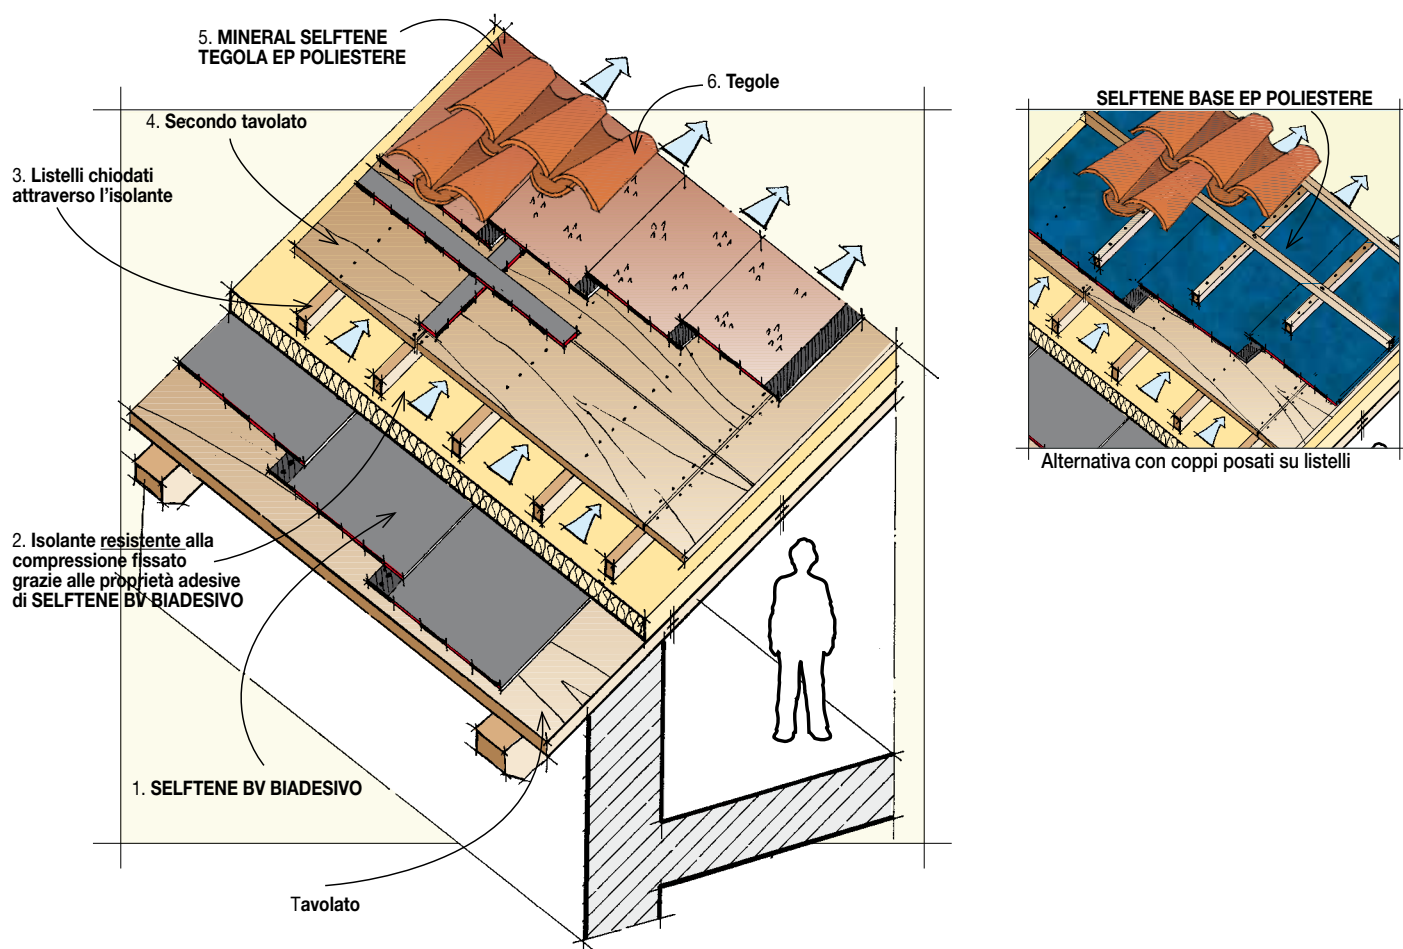 5. MINERAL SELFTENE
TEGOLA EP POLIESTERE
6. Tegole
4. Secondo tavolato
3. Listelli chiodati
attraverso l'isolante
2. Isolante resistente alla
compressione fissato
grazie alle proprietà adesive
di SELFTENE BV BIADESIVO
1. SELFTENE BV BIADESIVO
Tavolato
SELFTENE BASE EP POLIESTERE
Alternativa con coppi posati su listelli